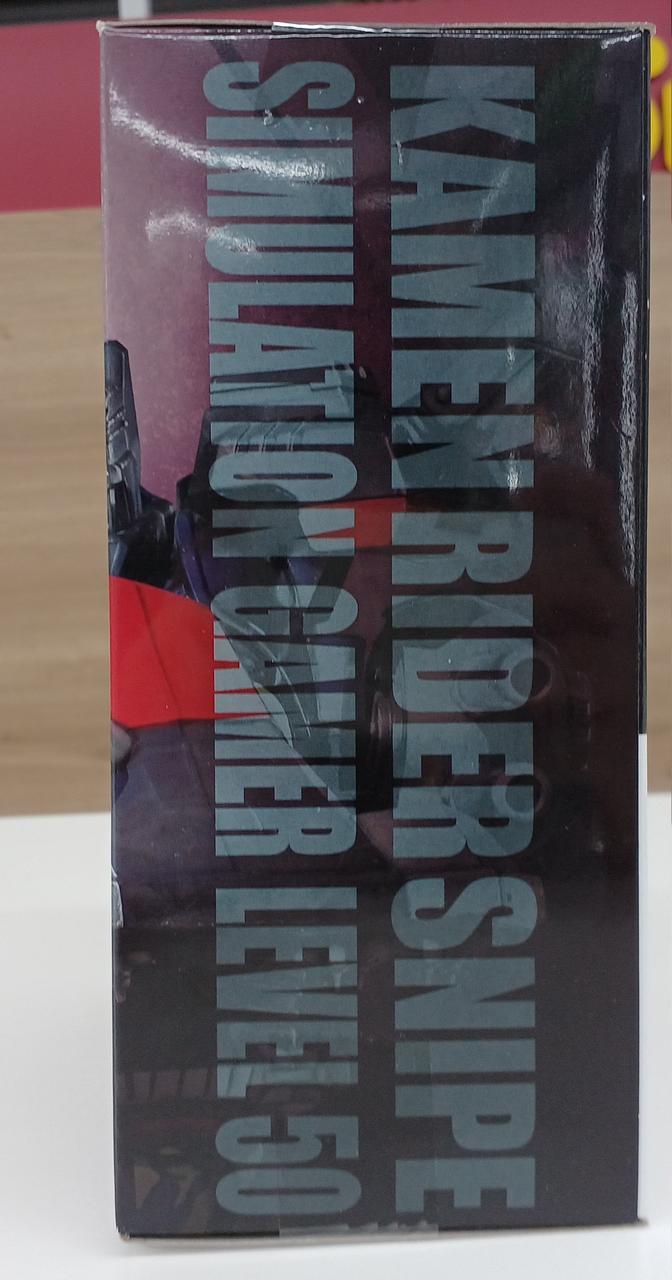 KAMEN RIDER SNIPE
SIMULATION GAMER LEVEL 50